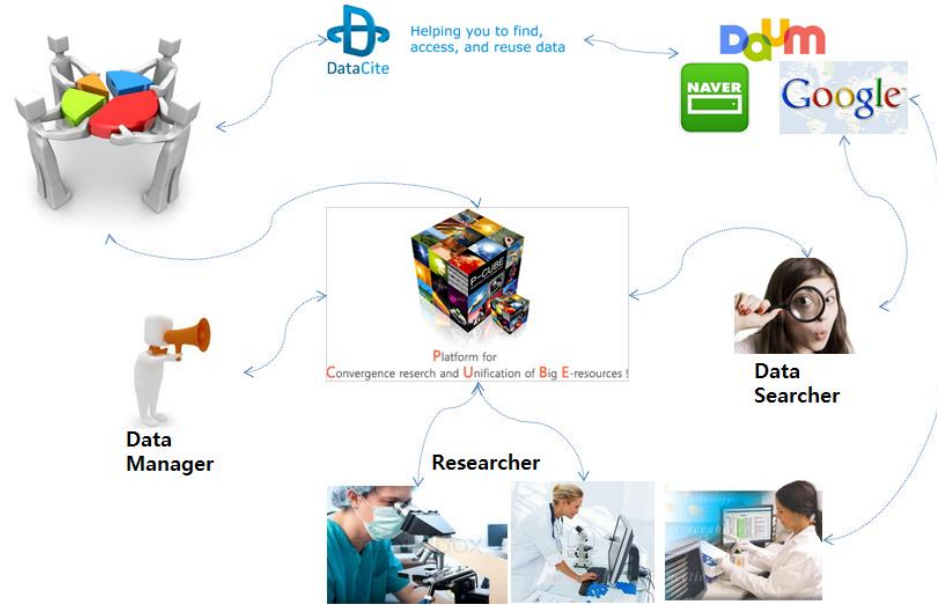 Helping you to find,
access, and reuse data
DataCite
Daum
NAVER
Google
P-CUBE
Platform for
Convergence reserch and Unification of Big E-resources !
Data
Searcher
Data
Manager
Researcher